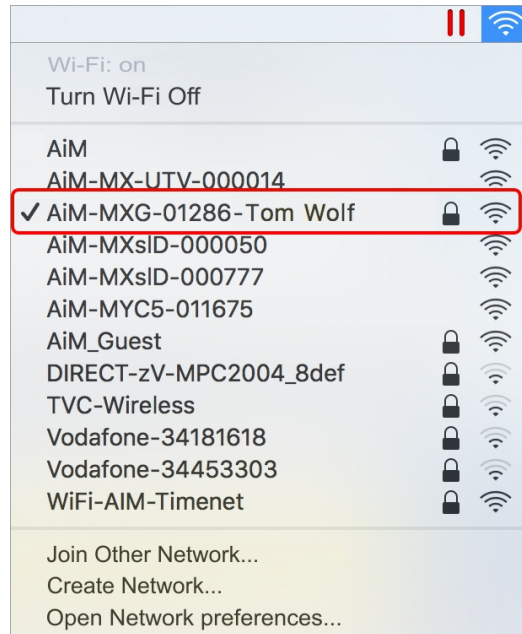 Wi-Fi: on
Turn Wi-Fi Off
AiM
AiM-MX-UTV-000014
✓ AiM-MXG-01286-Tom Wolf
AiM-MXslD-000050
AiM-MXslD-000777
AiM-MYC5-011675
AiM_Guest
DIRECT-zV-MPC2004_8def
TVC-Wireless
Vodafone-34181618
Vodafone-34453303
WiFi-AIM-Timenet
Join Other Network...
Create Network...
Open Network preferences...